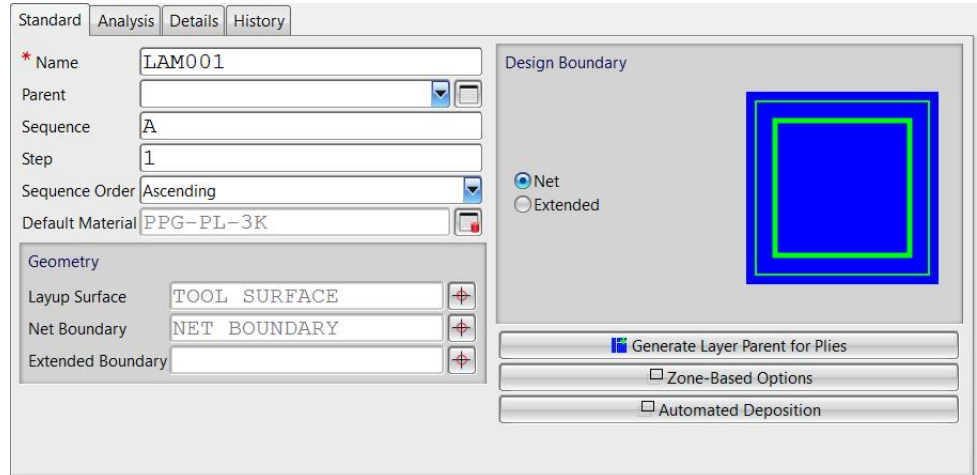 Standard Analysis Details History
* Name LAM001
Parent
Sequence A
Step 1
Sequence Order Ascending
Default Material PPG-PL-3K
Geometry
Layup Surface TOOL SURFACE
Net Boundary NET BOUNDARY
Extended Boundary
Design Boundary
Net
Extended
Generate Layer Parent for Plies
Zone-Based Options
Automated Deposition